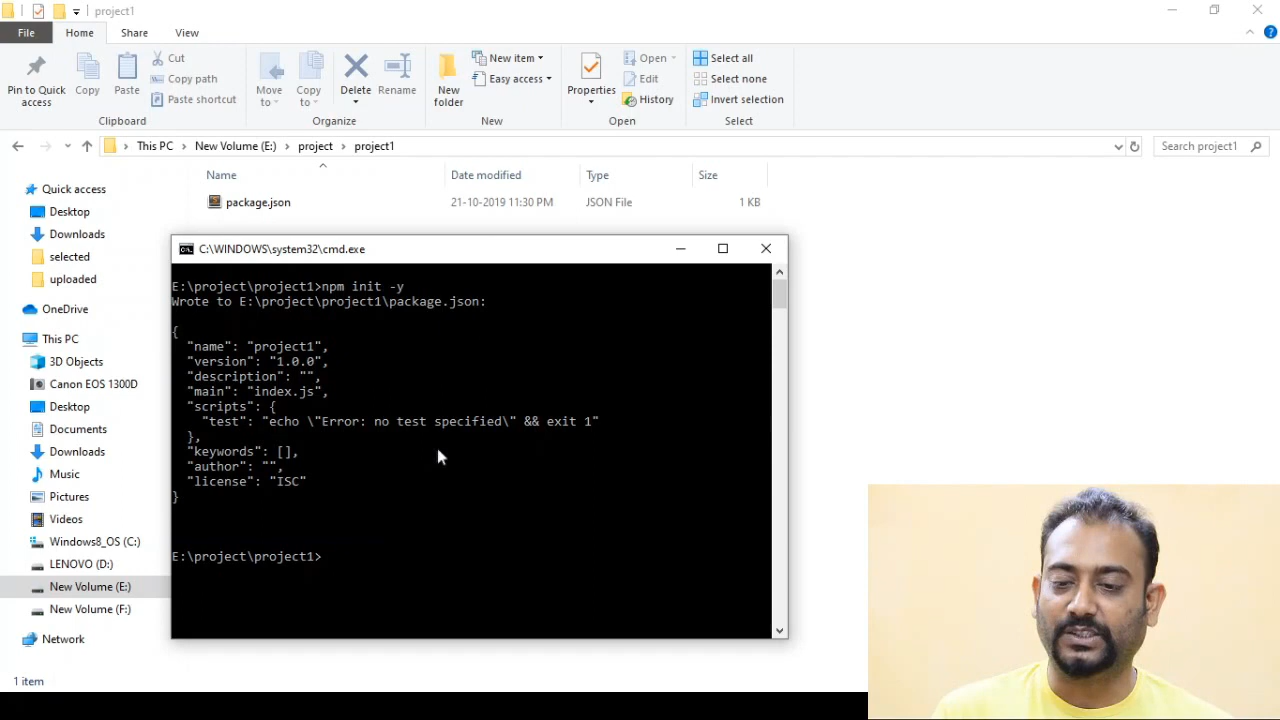 project1
File Home Share View
Pin to Quick access
Copy
Paste
Cut
Copy path
Paste shortcut
Clipboard
Move to
Copy to
Delete
Rename
Organize
New folder
New item
Easy access
New
Properties
Open
Edit
History
Open
Select all
Select none
Invert selection
Select
This PC > New Volume (E:) > project > project1
Search project1
Name Date modified Type Size
package.json 21-10-2019 11:30 PM JSON File 1 KB
Quick access
Desktop
Downloads
selected
uploaded
OneDrive
This PC
3D Objects
Canon EOS 1300D
Desktop
Documents
Downloads
Music
Pictures
Videos
Windows8_OS (C:)
LENOVO (D:)
New Volume (E:)
New Volume (F:)
Network
1 item
C:\WINDOWS\system32\cmd.exe
E:\project\project1>npm init -y
Wrote to E:\project\project1\package.json:
{
"name": "project1",
"version": "1.0.0",
"description": "",
"main": "index.js",
"scripts": {
"test": "echo \"Error: no test specified\" && exit 1"
},
"keywords": [],
"author": "",
"license": "ISC"
}
E:\project\project1>